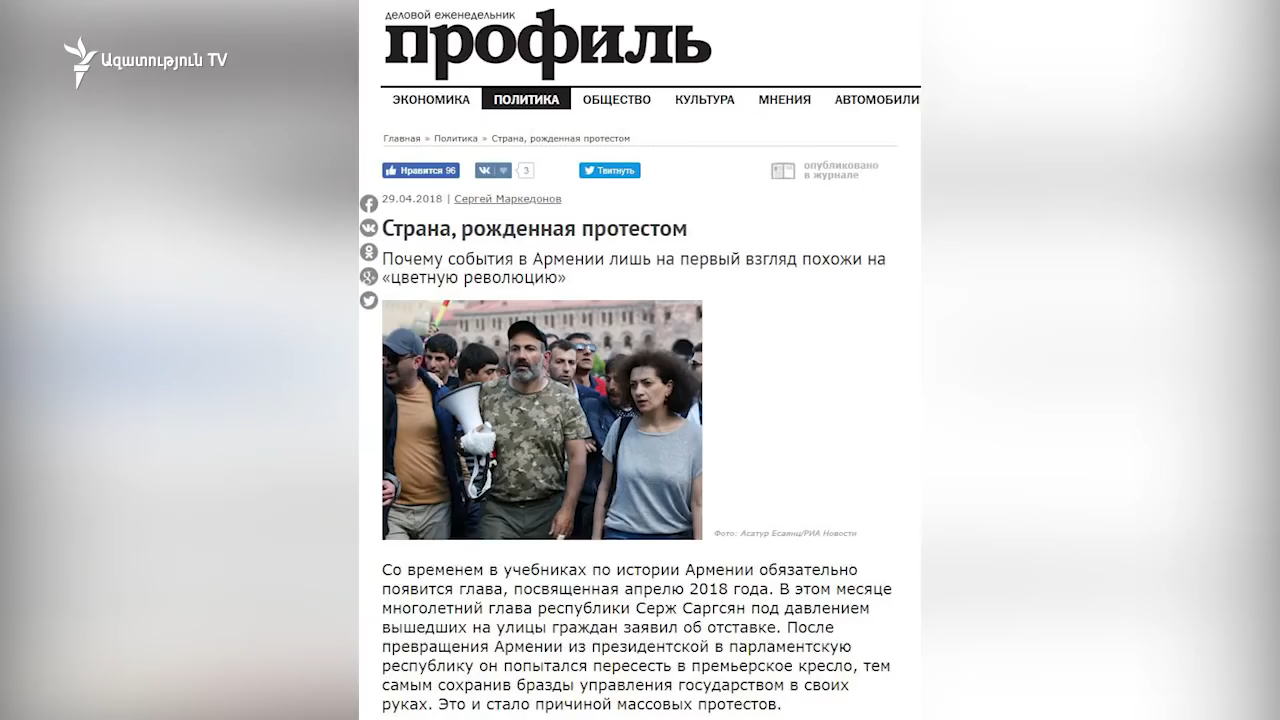 Ազատություն TV
деловой еженедельник
профиль
ЭКОНОМИКА ПОЛИТИКА ОБЩЕСТВО КУЛЬТУРА МНЕНИЯ АВТОМОБИЛИ
Главная » Политика » Страна, рожденная протестом
Нравится 96
3
Твитнуть
опубликовано
в журнале
29.04.2018 | Сергей Маркедонов
Страна, рожденная протестом
Почему события в Армении лишь на первый взгляд похожи на
«цветную революцию»
Фото: Асатур Есаянц/РИА Новости
Со временем в учебниках по истории Армении обязательно
появится глава, посвященная апрелю 2018 года. В этом месяце
многолетний глава республики Серж Саргсян под давлением
вышедших на улицы граждан заявил об отставке. После
превращения Армении из президентской в парламентскую
республику он попытался пересесть в премьерское кресло, тем
самым сохранив бразды управления государством в своих
руках. Это и стало причиной массовых протестов.